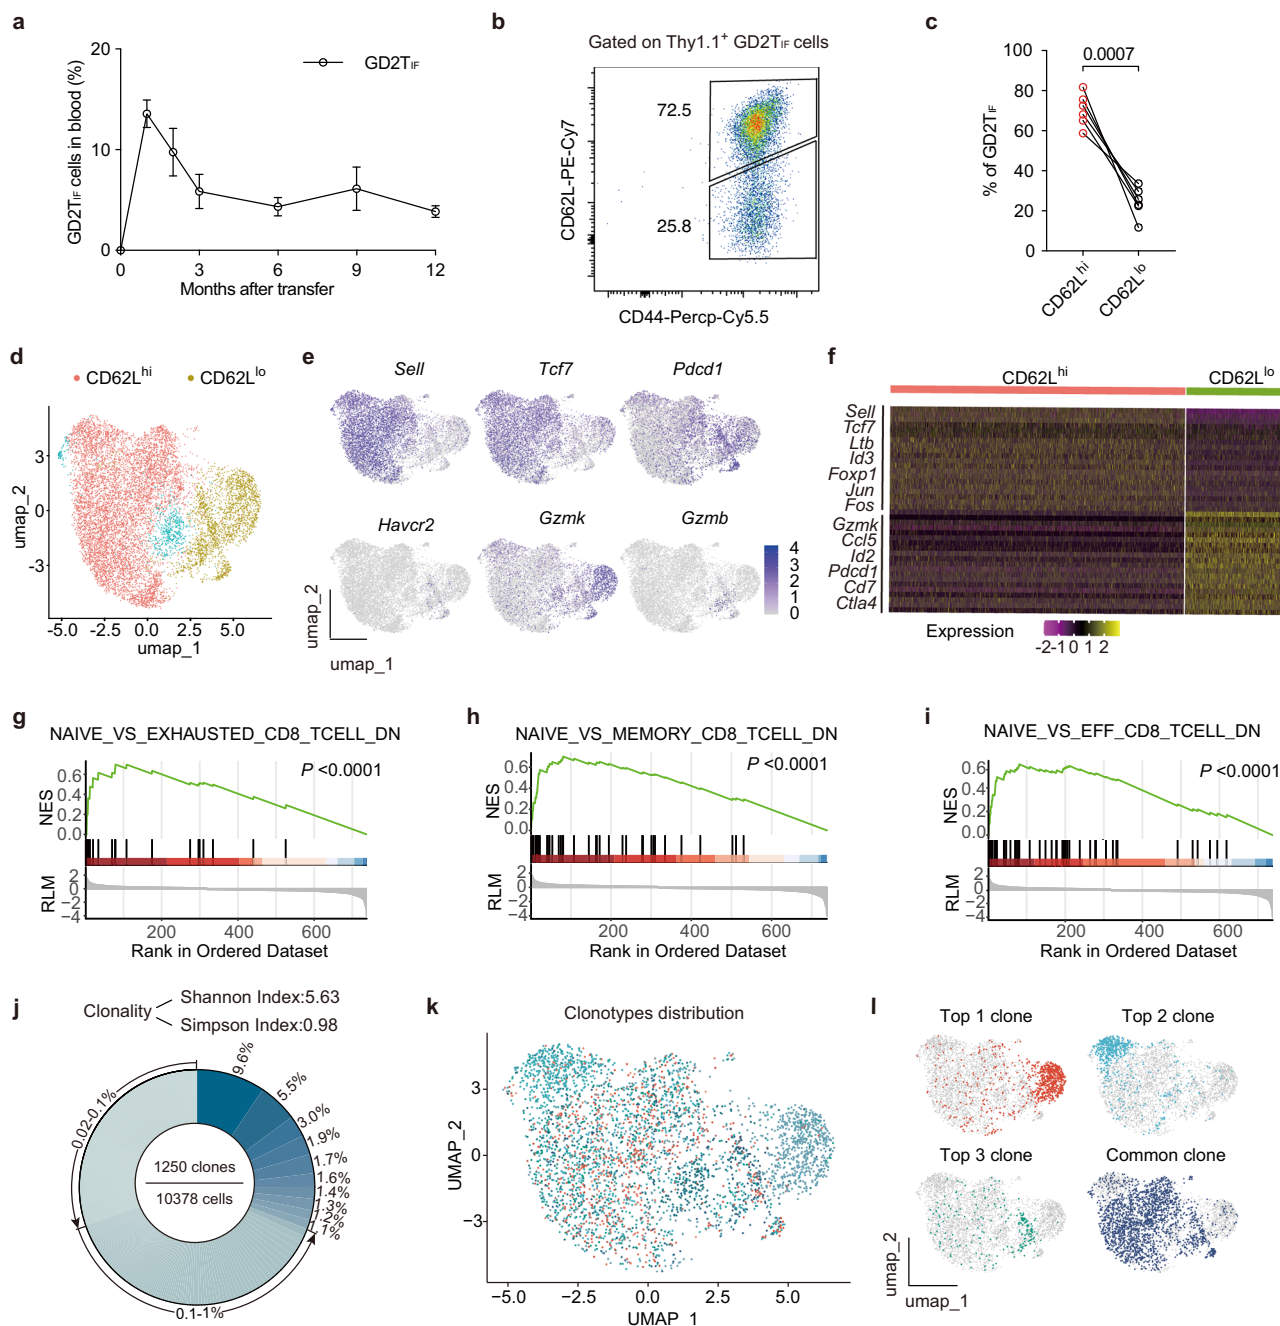 a
20
10
0
GD2TIF cells in blood (%)
GD2TIF
0 3 6 9 12
Months after transfer
b
Gated on Thy1.1+ GD2TIF cells
72.5
25.8
CD62L-PE-Cy7
CD44-Percp-Cy5.5
c
0.0007
100
80
60
40
20
0
% of GD2TIF
CD62Lhi
CD62Llo
d
CD62Lhi CD62Llo
3
0
-3
umap_2
-5.0 -2.5 0.0 2.5 5.0
umap_1
e
Sell Tcf7 Pdcd1
Havcr2 Gzmk Gzmb
4
3
2
1
0
umap_2
umap_1
f
CD62Lhi CD62Llo
Sell
Tcf7
Ltb
Id3
Foxp1
Jun
Fos
Gzmk
Ccl5
Id2
Pdcd1
Cd7
Ctla4
Expression
-2-1 0 1 2
g
NAIVE_VS_EXHAUSTED_CD8_TCELL_DN
P <0.0001
0.6
0.4
0.2
0.0
NES
2
0
−2
−4
RLM
200 400 600
Rank in Ordered Dataset
h
NAIVE_VS_MEMORY_CD8_TCELL_DN
P <0.0001
0.6
0.4
0.2
0.0
NES
2
0
−2
−4
RLM
200 400 600
Rank in Ordered Dataset
i
NAIVE_VS_EFF_CD8_TCELL_DN
P <0.0001
0.6
0.4
0.2
0.0
NES
2
0
−2
−4
RLM
200 400 600
Rank in Ordered Dataset
j
Clonality
Shannon Index:5.63
Simpson Index:0.98
9.6%
5.5%
3.0%
1.9%
1.7%
1.6%
1.4%
1.3%
1.2%
1.1%
0.1-1%
0.02-0.1%
1250 clones
10378 cells
k
Clonotypes distribution
3
0
−3
UMAP_2
−5.0 −2.5 0.0 2.5 5.0
UMAP_1
l
Top 1 clone Top 2 clone
Top 3 clone Common clone
umap_2
umap_1